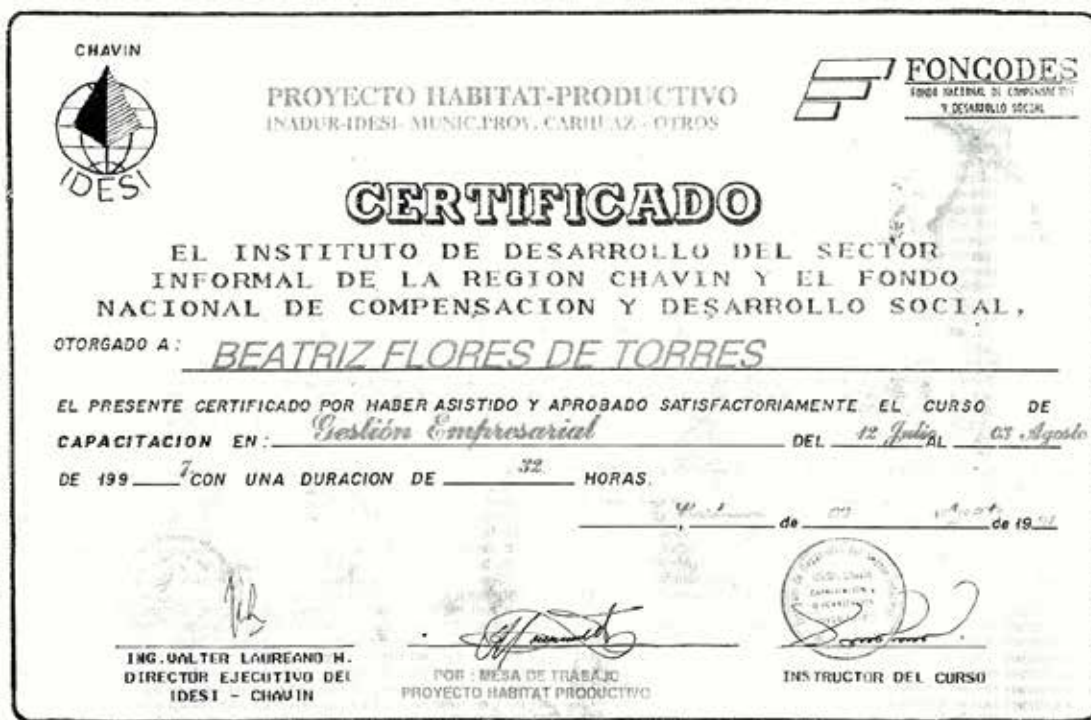 CHAVIN
IDESI
PROYECTO HABITAT-PRODUCTIVO
INADUR-IDESI- MUNIC.PROV. CARHUAZ - OTROS
FONCODES
FONDO NACIONAL DE COMPENSACION
Y DESARROLLO SOCIAL
CERTIFICADO
EL INSTITUTO DE DESARROLLO DEL SECTOR
INFORMAL DE LA REGION CHAVIN Y EL FONDO
NACIONAL DE COMPENSACION Y DESARROLLO SOCIAL,
OTORGADO A: BEATRIZ FLORES DE TORRES
EL PRESENTE CERTIFICADO POR HABER ASISTIDO Y APROBADO SATISFACTORIAMENTE EL CURSO DE
CAPACITACION EN: Gestión Empresarial DEL 12 Julio AL 03 Agosto
DE 199 7 CON UNA DURACION DE 32 HORAS.
, de de 19
ING. WALTER LAUREANO H.
DIRECTOR EJECUTIVO DEL
IDESI - CHAVIN
POR : MESA DE TRABAJO
PROYECTO HABITAT PRODUCTIVO
INSTRUCTOR DEL CURSO